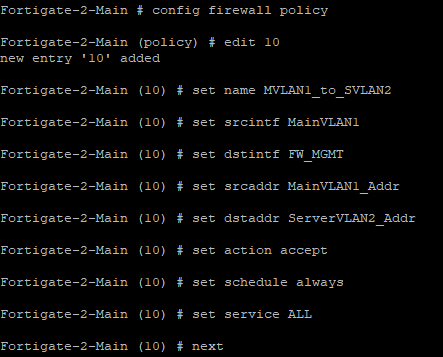 Fortigate-2-Main # config firewall policy
Fortigate-2-Main (policy) # edit 10
new entry '10' added
Fortigate-2-Main (10) # set name MVLAN1_to_SVLAN2
Fortigate-2-Main (10) # set srcintf MainVLAN1
Fortigate-2-Main (10) # set dstintf FW_MGMT
Fortigate-2-Main (10) # set srcaddr MainVLAN1_Addr
Fortigate-2-Main (10) # set dstaddr ServerVLAN2_Addr
Fortigate-2-Main (10) # set action accept
Fortigate-2-Main (10) # set schedule always
Fortigate-2-Main (10) # set service ALL
Fortigate-2-Main (10) # next